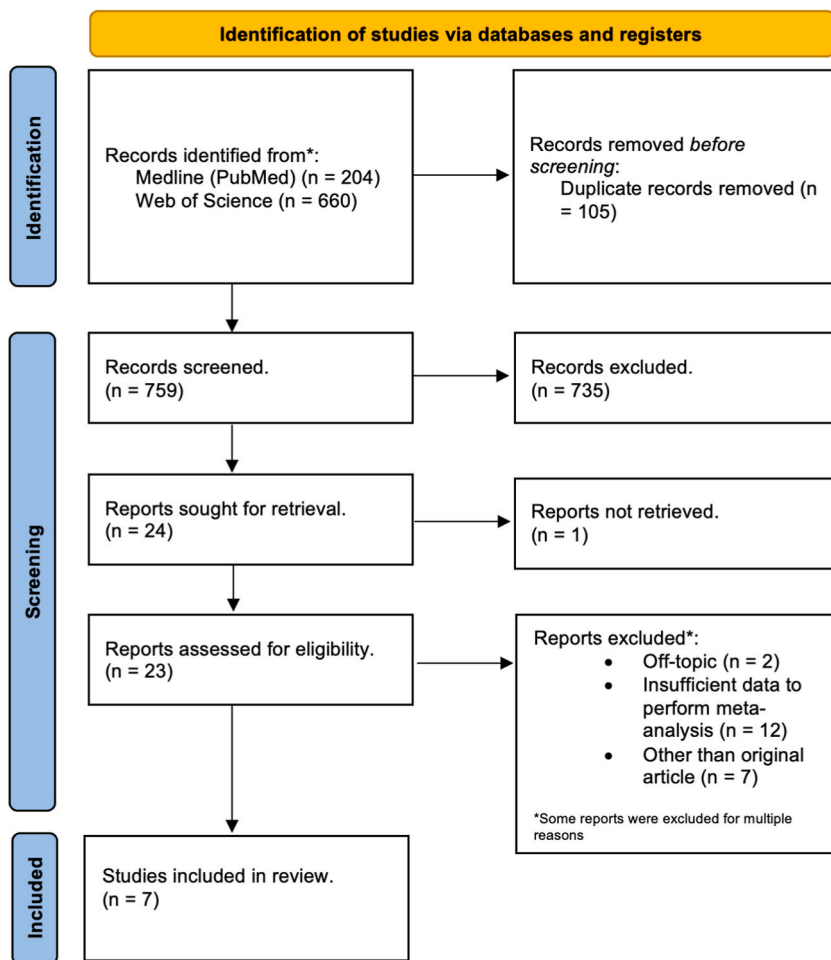 Identification of studies via databases and registers
Identification
Records identified from*:
Medline (PubMed) (n = 204)
Web of Science (n = 660)
Records removed before
screening:
Duplicate records removed (n
= 105)
Screening
Records screened.
(n = 759)
Records excluded.
(n = 735)
Reports sought for retrieval.
(n = 24)
Reports not retrieved.
(n = 1)
Reports assessed for eligibility.
(n = 23)
Reports excluded*:
• Off-topic (n = 2)
• Insufficient data to
perform meta-
analysis (n = 12)
• Other than original
article (n = 7)
*Some reports were excluded for multiple
reasons
Included
Studies included in review.
(n = 7)